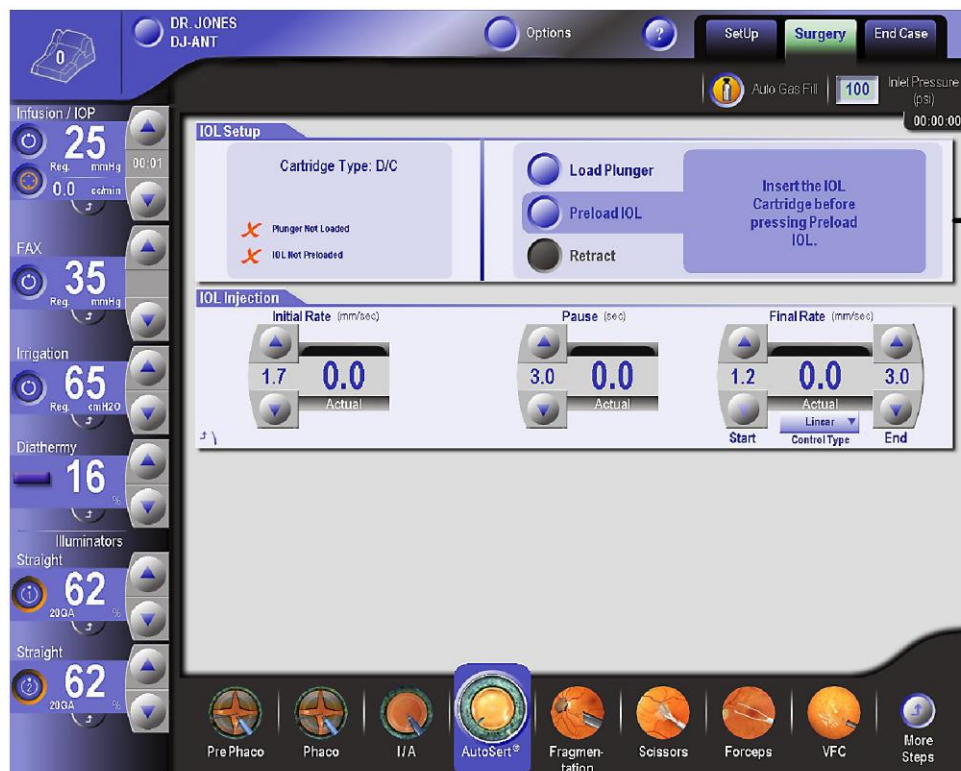 0
DR. JONES
DJ-ANT
Options
?
SetUp
Surgery
End Case
Auto Gas Fill
100
Inlet Pressure
(psi)
00:00:00
Infusion / IOP
25
Reg. mmHg
00:01
0.0 cc/min
FAX
35
Reg. mmHg
Irrigation
65
Reg. cmH2O
Diathermy
16
%
Illuminators
Straight
1
62
20GA %
Straight
2
62
20GA %
IOL Setup
Cartridge Type: D/C
Plunger Not Loaded
IOL Not Preloaded
Load Plunger
Preload IOL
Retract
Insert the IOL
Cartridge before
pressing Preload
IOL.
IOL Injection
Initial Rate (mm/sec)
1.7 0.0
Actual
Pause (sec)
3.0 0.0
Actual
Final Rate (mm/sec)
1.2 0.0 3.0
Actual
Linear
Start Control Type End
Pre Phaco
Phaco
I/A
AutoSert®
Fragmen-
tation
Scissors
Forceps
VFC
More
Steps